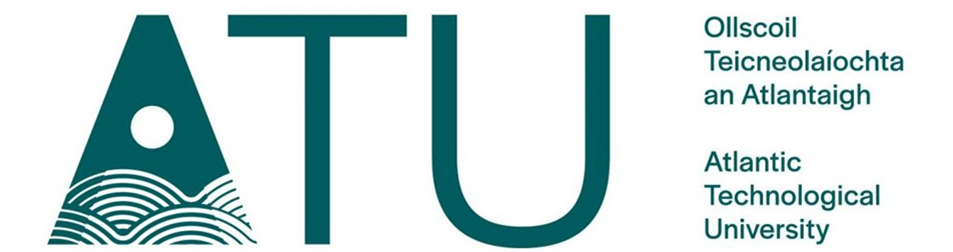 ATU
Ollscoil
Teicneolaíochta
an Atlantaigh
Atlantic
Technological
University